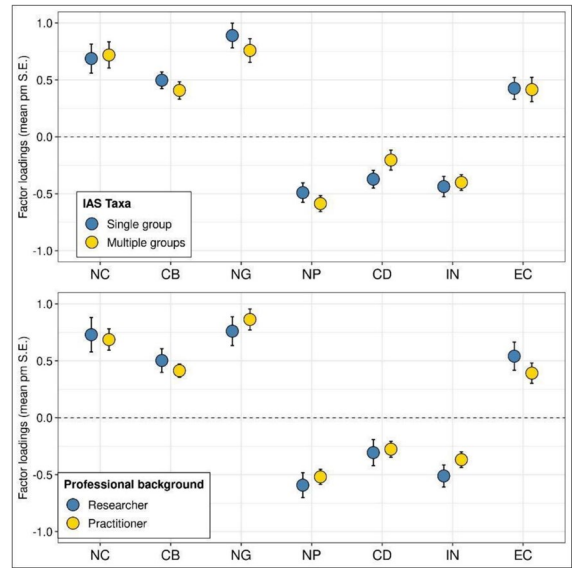 Factor loadings (mean pm S.E.)
1.0
0.5
0.0
-0.5
-1.0
IAS Taxa
Single group
Multiple groups
NC CB NG NP CD IN EC
Factor loadings (mean pm S.E.)
1.0
0.5
0.0
-0.5
-1.0
Professional background
Researcher
Practitioner
NC CB NG NP CD IN EC